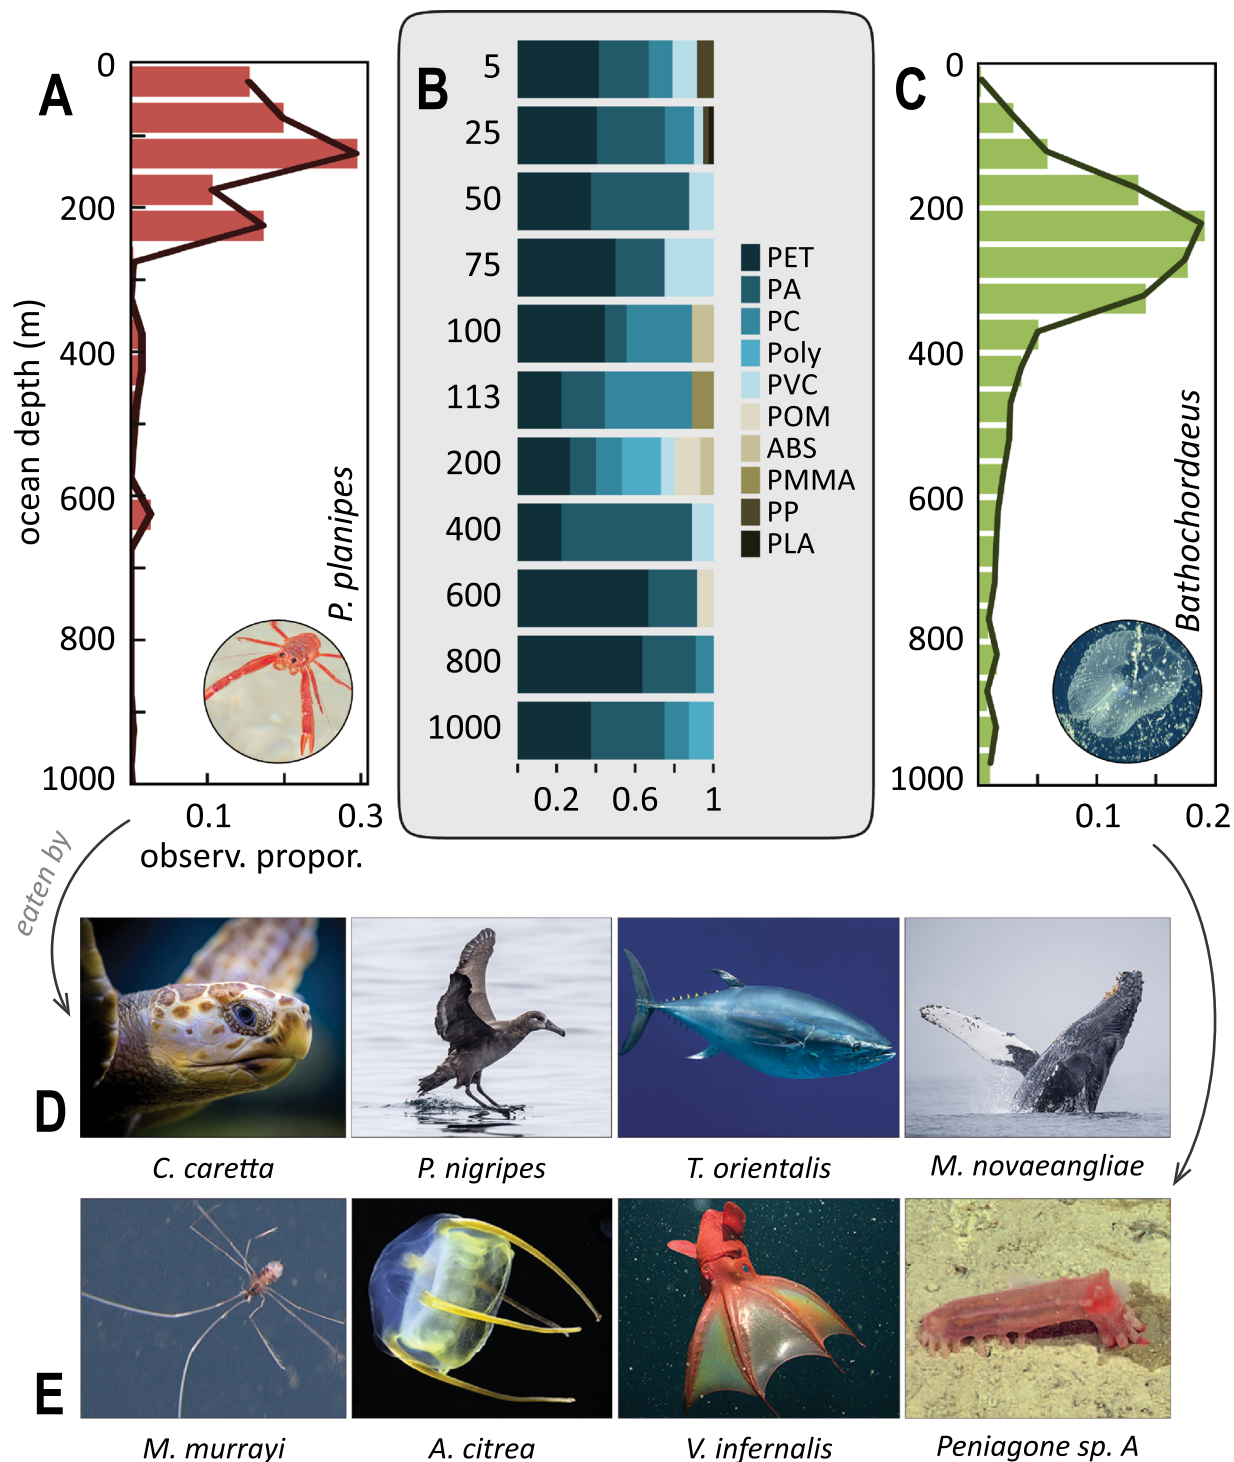 A
0
200
400
600
800
1000
ocean depth (m)
P. planipes
0.1
0.3
observ. propor.
B
5
25
50
75
100
113
200
400
600
800
1000
0.2
0.6
1
PET
PA
PC
Poly
PVC
POM
ABS
PMMA
PP
PLA
C
0
200
400
600
800
1000
Bathochordaeus
0.1
0.2
eaten by
D
C. caretta
P. nigripes
T. orientalis
M. novaeangliae
E
M. murrayi
A. citrea
V. infernalis
Peniagone sp. A